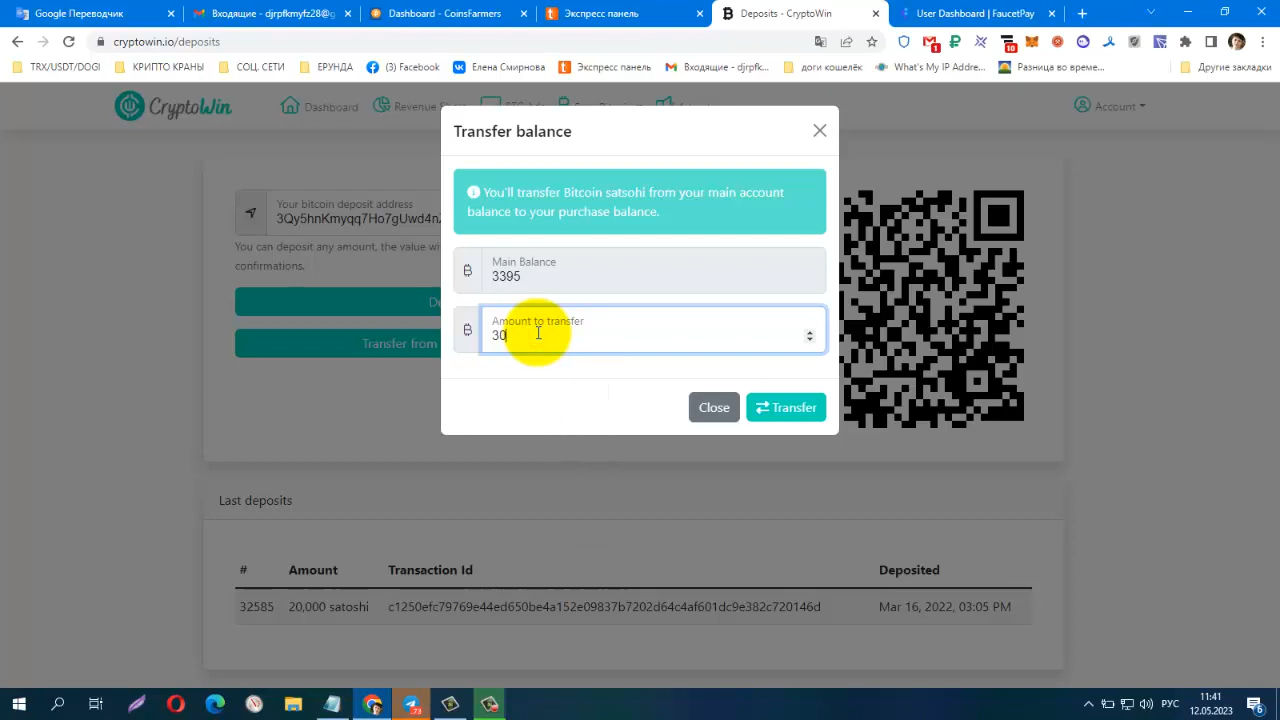 Google Переводчик
Входящие - djrpfkmyfz28@g
Dashboard - CoinsFarmers
Экспресс панель
Deposits - CryptoWin
User Dashboard | FaucetPay
cryptowin.io/deposits
1
10
TRX/USDT/DOGI
КРИПТО КРАНЫ
СОЦ. СЕТИ
ЕРУНДА
(3) Facebook
Елена Смирнова
Экспресс панель
Входящие - djrpfk...
доги кошелёк
What's My IP Addre...
Разница во време...
Другие закладки
CryptoWin
Dashboard
Account
Transfer balance
You'll transfer Bitcoin satsohi from your main account
balance to your purchase balance.
Main Balance
3395
Amount to transfer
30
Close
Transfer
Your bitcoin deposit address
You can deposit any amount, the value wi
confirmations.
De
Transfer from
Last deposits
# Amount Transaction Id Deposited
32585 20,000 satoshi c1250efc79769e44ed650be4a152e09837b7202d64c4af601dc9e382c720146d Mar 16, 2022, 03:05 PM
73
РУС
11:41
12.05.2023
6